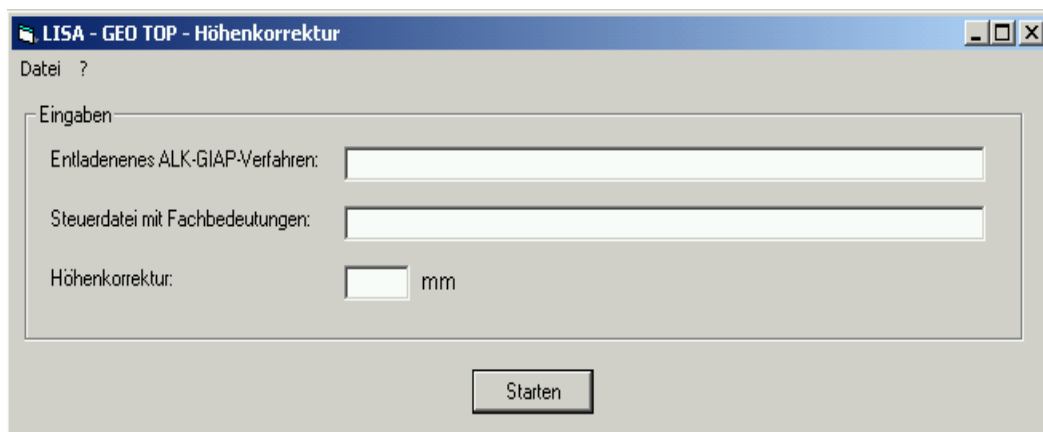 LISA - GEO TOP - Höhenkorrektur
Datei ?
Eingaben
Entladenenes ALK-GIAP-Verfahren:
Steuerdatei mit Fachbedeutungen:
Höhenkorrektur: mm
Starten